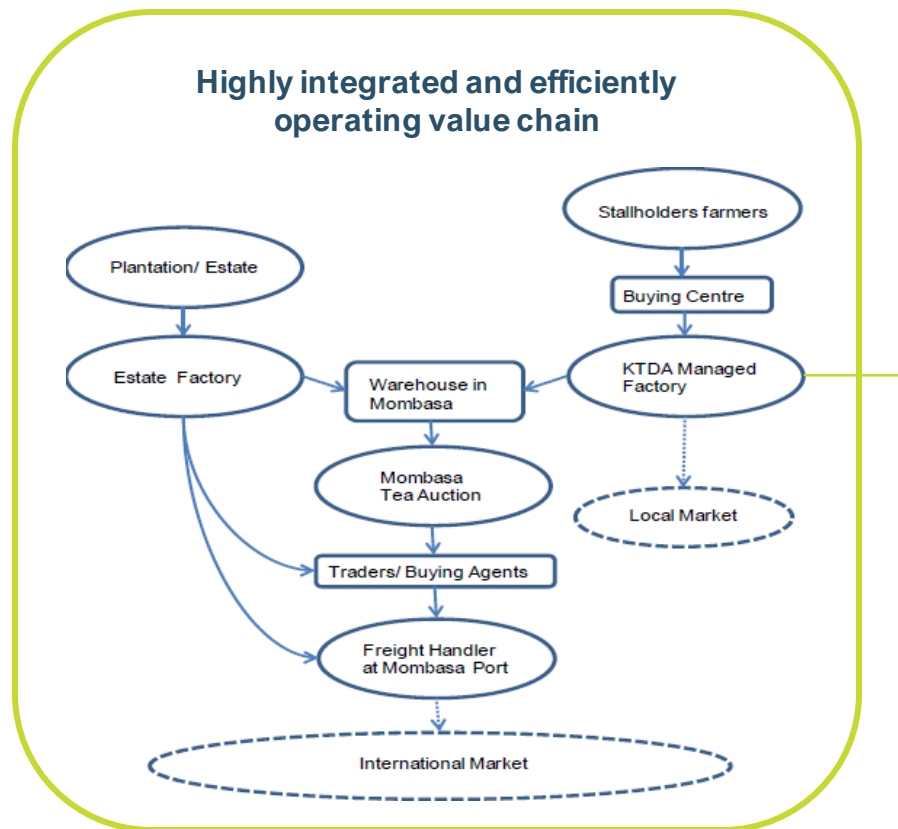 Highly integrated and efficiently
operating value chain
Stallholders farmers
Plantation/ Estate
Buying Centre
Estate Factory
Warehouse in
Mombasa
KTDA Managed
Factory
Mombasa
Tea Auction
Local Market
Traders/ Buying Agents
Freight Handler
at Mombasa Port
International Market